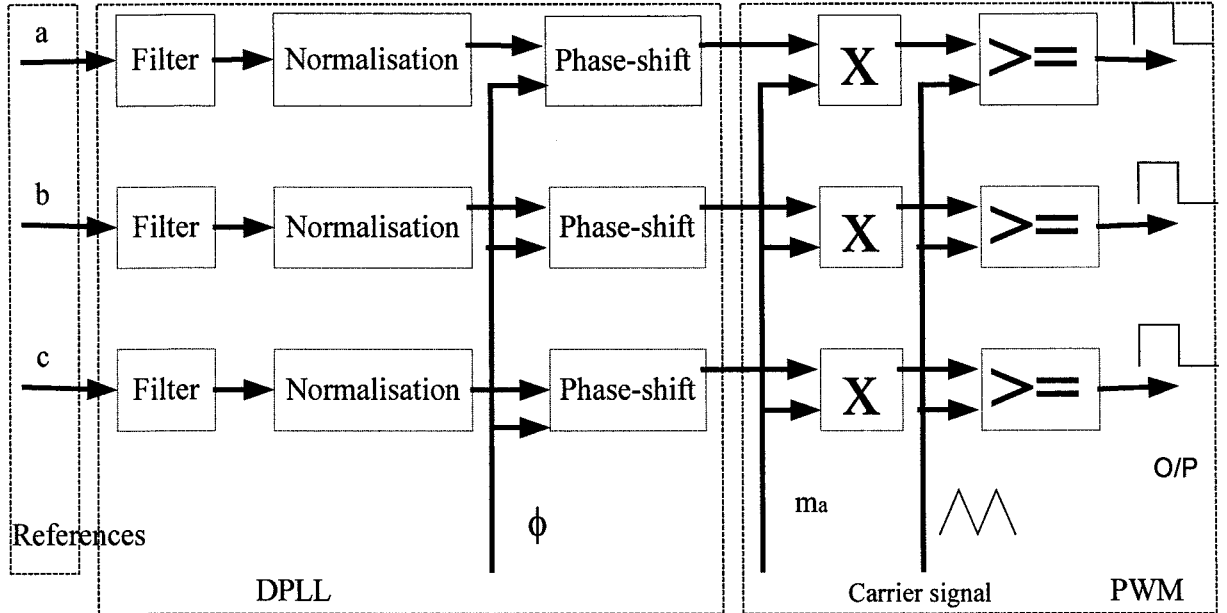 a
Filter
Normalisation
Phase-shift
X
>=
b
Filter
Normalisation
Phase-shift
X
>=
c
Filter
Normalisation
Phase-shift
X
>=
O/P
References
ϕ
ma
DPLL
Carrier signal
PWM